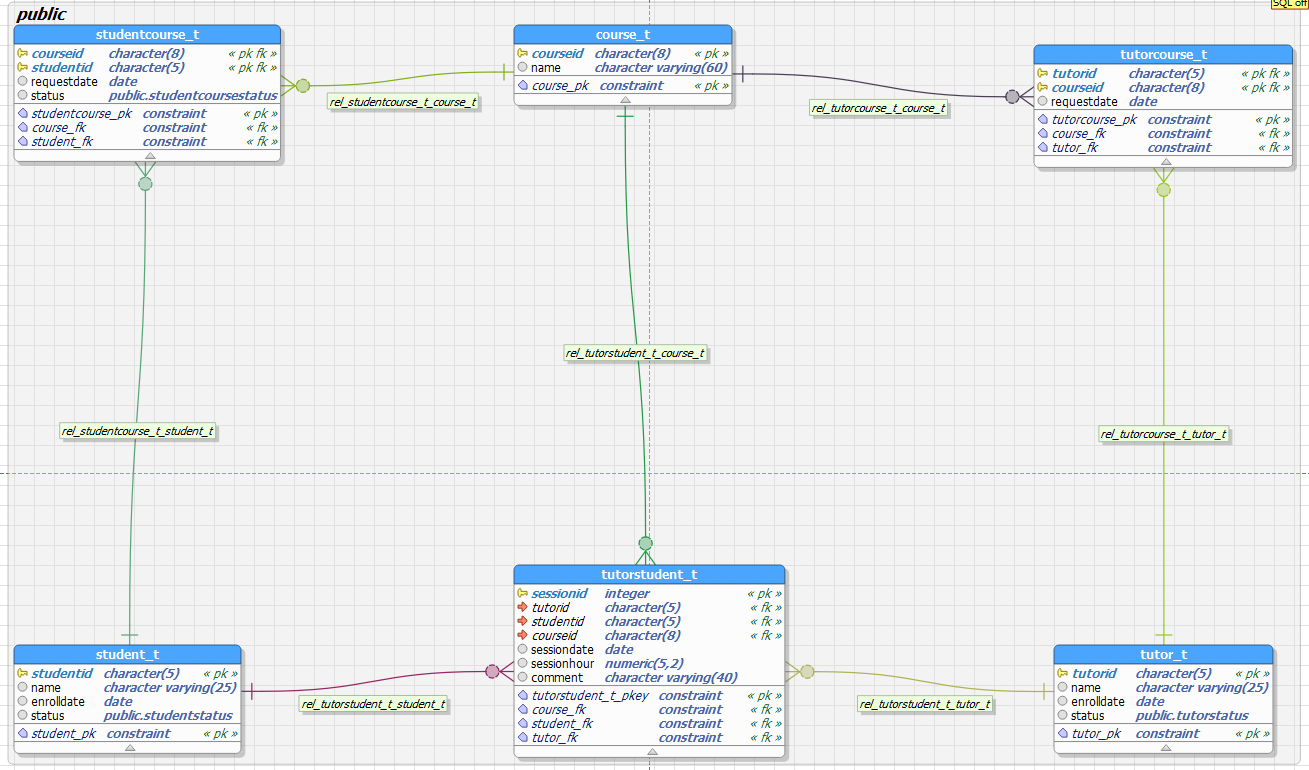 SQL off
public
studentcourse_t
courseid character(8) « pk fk »
studentid character(5) « pk fk »
requestdate date
status public.studentcoursestatus
studentcourse_pk constraint « pk »
course_fk constraint « fk »
student_fk constraint « fk »
course_t
courseid character(8) « pk »
name character varying(60)
course_pk constraint « pk »
tutorcourse_t
tutorid character(5) « pk fk »
courseid character(8) « pk fk »
requestdate date
tutorcourse_pk constraint « pk »
course_fk constraint « fk »
tutor_fk constraint « fk »
rel_studentcourse_t_course_t
rel_tutorcourse_t_course_t
rel_tutorstudent_t_course_t
rel_studentcourse_t_student_t
rel_tutorcourse_t_tutor_t
student_t
studentid character(5) « pk »
name character varying(25)
enrolldate date
status public.studentstatus
student_pk constraint « pk »
rel_tutorstudent_t_student_t
tutorstudent_t
sessionid integer « pk »
tutorid character(5) « fk »
studentid character(5) « fk »
courseid character(8) « fk »
sessiondate date
sessionhour numeric(5,2)
comment character varying(40)
tutorstudent_t_pkey constraint « pk »
course_fk constraint « fk »
student_fk constraint « fk »
tutor_fk constraint « fk »
rel_tutorstudent_t_tutor_t
tutor_t
tutorid character(5) « pk »
name character varying(25)
enrolldate date
status public.tutorstatus
tutor_pk constraint « pk »